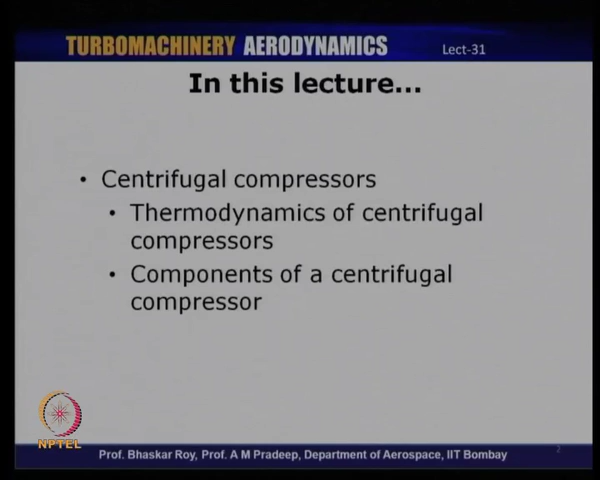 TURBOMACHINERY AERODYNAMICS Lect-31
In this lecture...
• Centrifugal compressors
• Thermodynamics of centrifugal
compressors
• Components of a centrifugal
compressor
NPTEL
Prof. Bhaskar Roy, Prof. A M Pradeep, Department of Aerospace, IIT Bombay
2